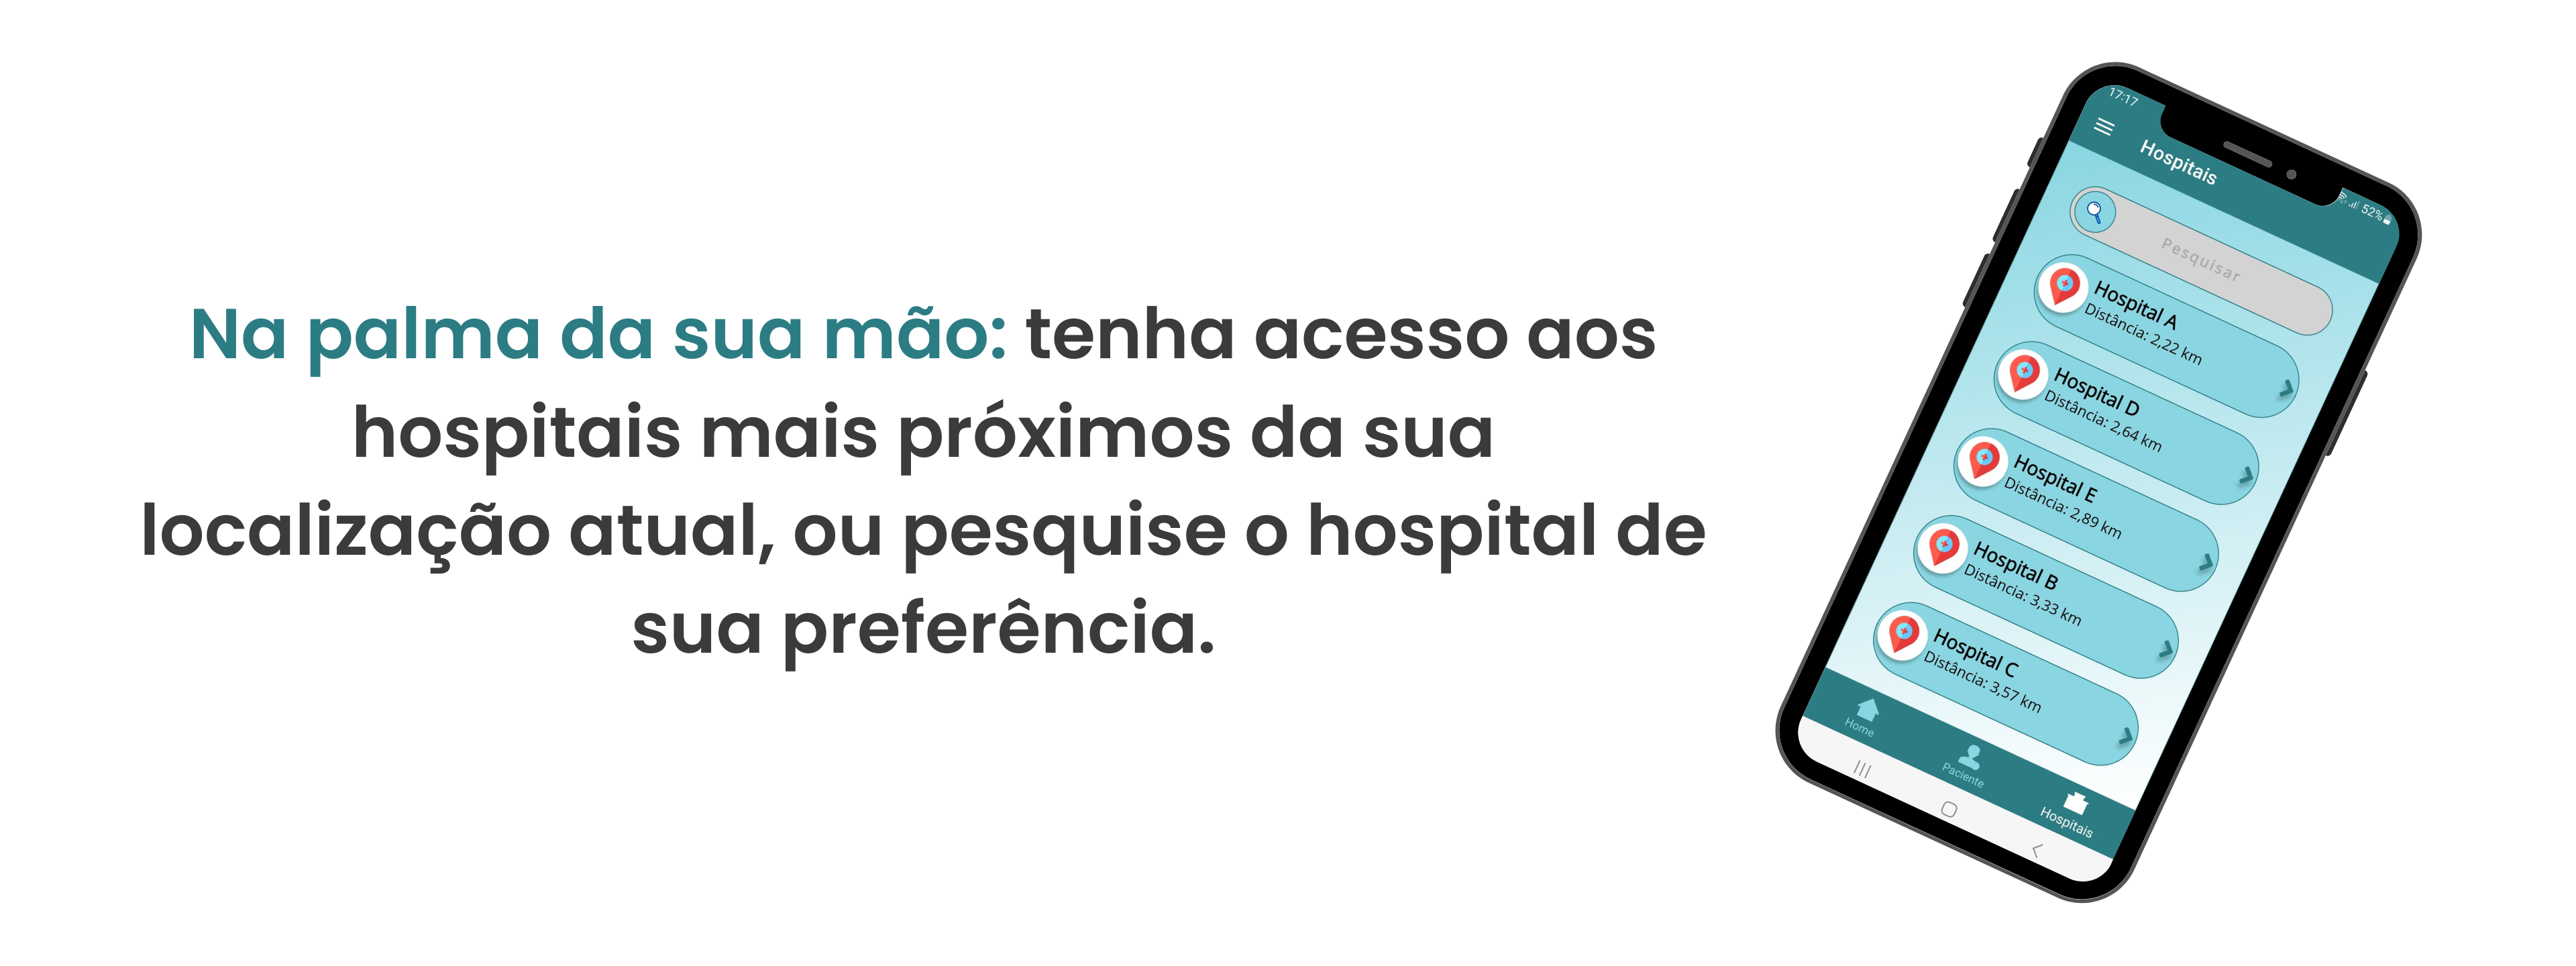 Na palma da sua mão: tenha acesso aos
hospitais mais próximos da sua
localização atual, ou pesquise o hospital de
sua preferência.
17:17
52%
Hospitais
Pesquisar
Hospital A
Distância: 2,22 km
Hospital D
Distância: 2,64 km
Hospital E
Distância: 2,89 km
Hospital B
Distância: 3,33 km
Hospital C
Distância: 3,57 km
Home
Paciente
Hospitais